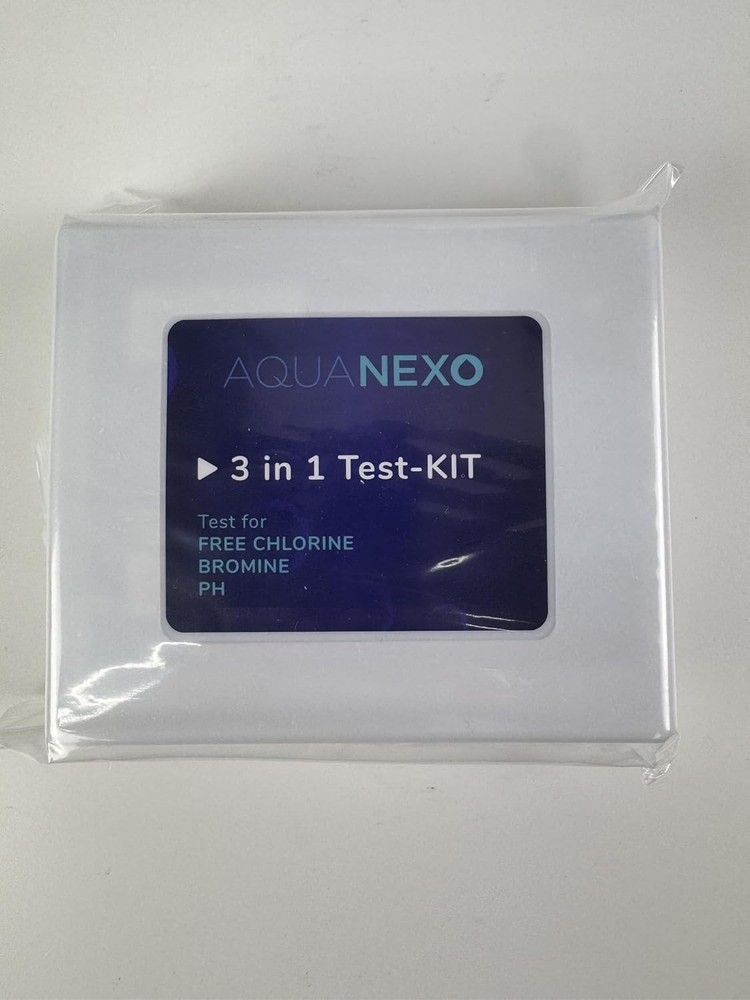 AQUANEXO
▶ 3 in 1 Test-KIT
Test for
FREE CHLORINE
BROMINE
PH